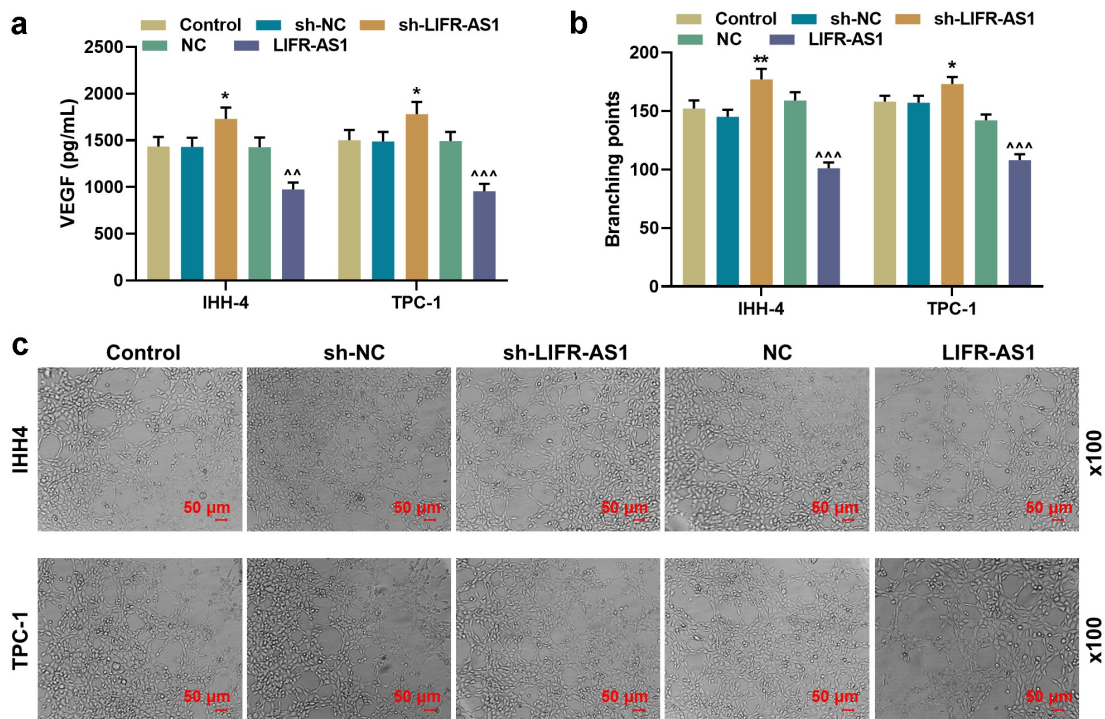 a
Control sh-NC sh-LIFR-AS1
NC LIFR-AS1
VEGF (pg/mL)
2500
2000
1500
1000
500
0
* ^^ * ^^^
IHH-4 TPC-1
b
Control sh-NC sh-LIFR-AS1
NC LIFR-AS1
Branching points
200
150
100
50
0
** ^^^ * ^^^
IHH-4 TPC-1
c
Control sh-NC sh-LIFR-AS1 NC LIFR-AS1
IHH4
50 µm 50 µm 50 µm 50 µm 50 µm
x100
TPC-1
50 µm 50 µm 50 µm 50 µm 50 µm
x100